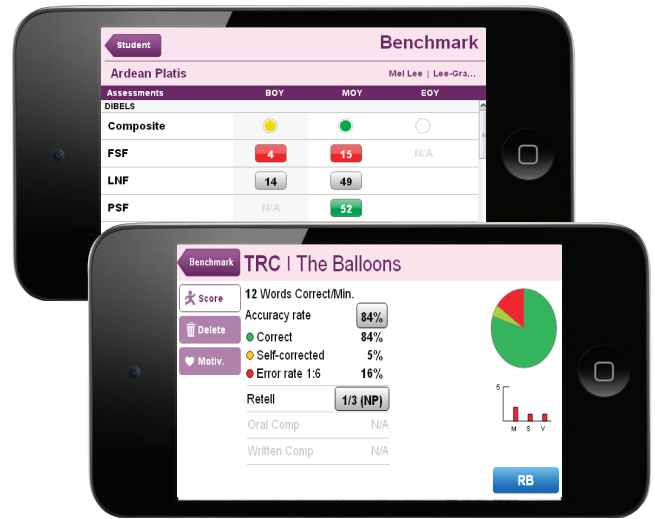 Student
Benchmark
Ardean Platis
Mel Lee | Lee-Gra...
Assessments BOY MOY EOY
DIBELS
Composite
FSF 4 15 N/A
LNF 14 49
PSF N/A 52
Benchmark
TRC | The Balloons
Score
Delete
Motiv.
12 Words Correct/Min.
Accuracy rate 84%
Correct 84%
Self-corrected 5%
Error rate 1:6 16%
Retell 1/3 (NP)
Oral Comp N/A
Written Comp N/A
5
M S V
RB